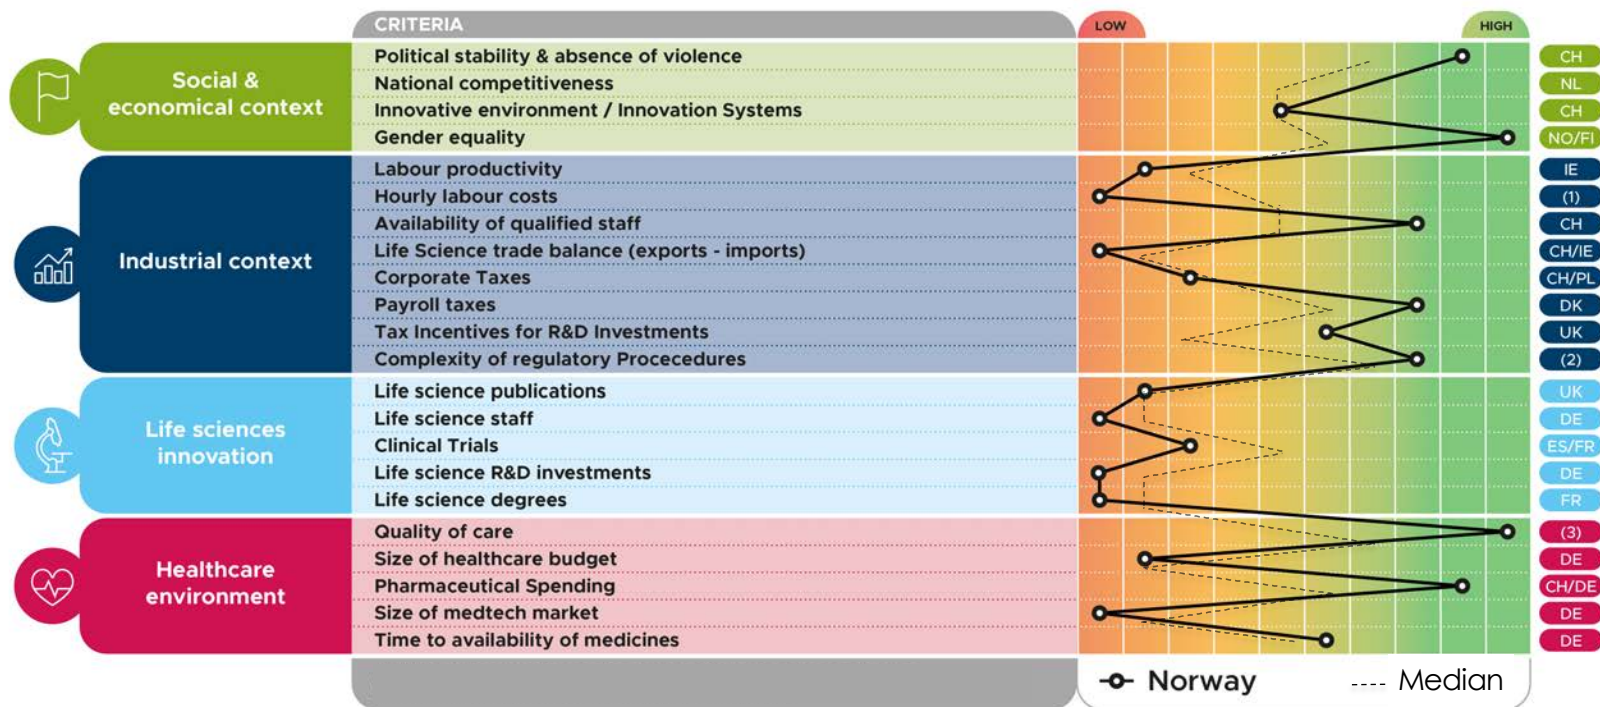 CRITERIA
LOW
HIGH
Social &
economical context
Political stability & absence of violence
CH
National competitiveness
NL
Innovative environment / Innovation Systems
CH
Gender equality
NO/FI
Industrial context
Labour productivity
IE
Hourly labour costs
(1)
Availability of qualified staff
CH
Life Science trade balance (exports - imports)
CH/IE
Corporate Taxes
CH/PL
Payroll taxes
DK
Tax Incentives for R&D Investments
UK
Complexity of regulatory Procecedures
(2)
Life sciences
innovation
Life science publications
UK
Life science staff
DE
Clinical Trials
ES/FR
Life science R&D investments
DE
Life science degrees
FR
Healthcare
environment
Quality of care
(3)
Size of healthcare budget
DE
Pharmaceutical Spending
CH/DE
Size of medtech market
DE
Time to availability of medicines
DE
Norway
Median